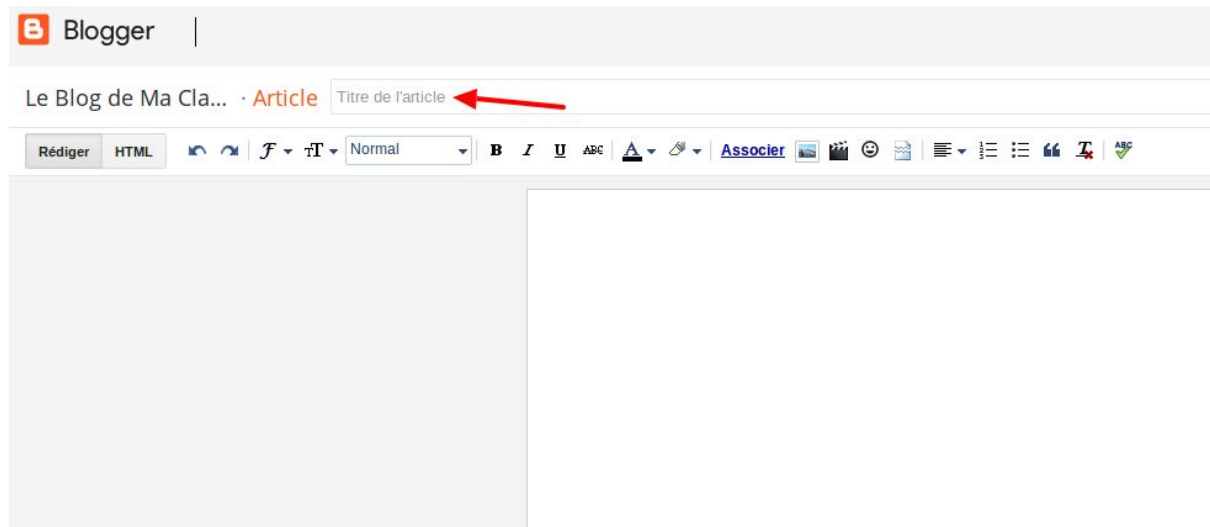 Blogger
Le Blog de Ma Cla... · Article Titre de l'article
Rédiger HTML F T Normal B I U ABC A Associer ABC